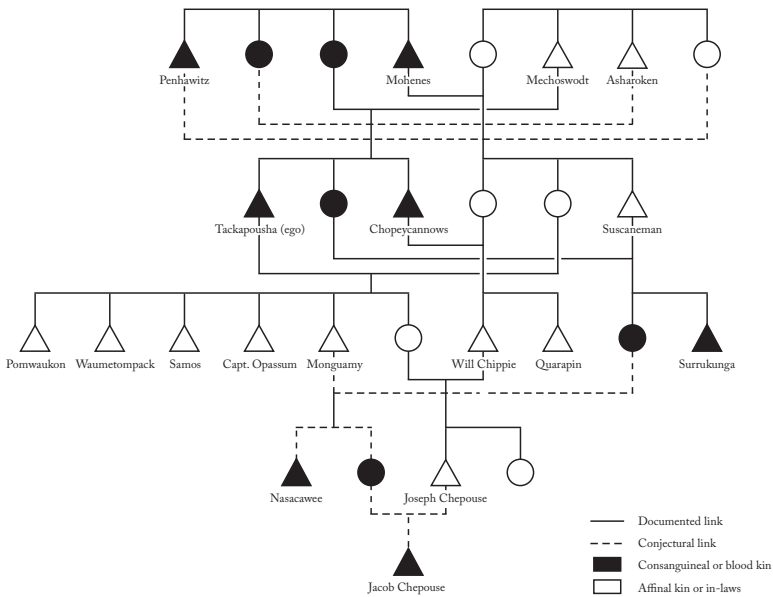 Penhawitz
Mohenes
Mechoswodt
Asharoken
Tackapousha (ego)
Chopeycannows
Suscaneman
Pomwaukon
Waumetompack
Samos
Capt. Opassum
Monguamy
Will Chippie
Quarapin
Surrukunga
Nasacawee
Joseph Chepouse
Jacob Chepouse
Documented link
Conjectural link
Consanguineal or blood kin
Affinal kin or in-laws